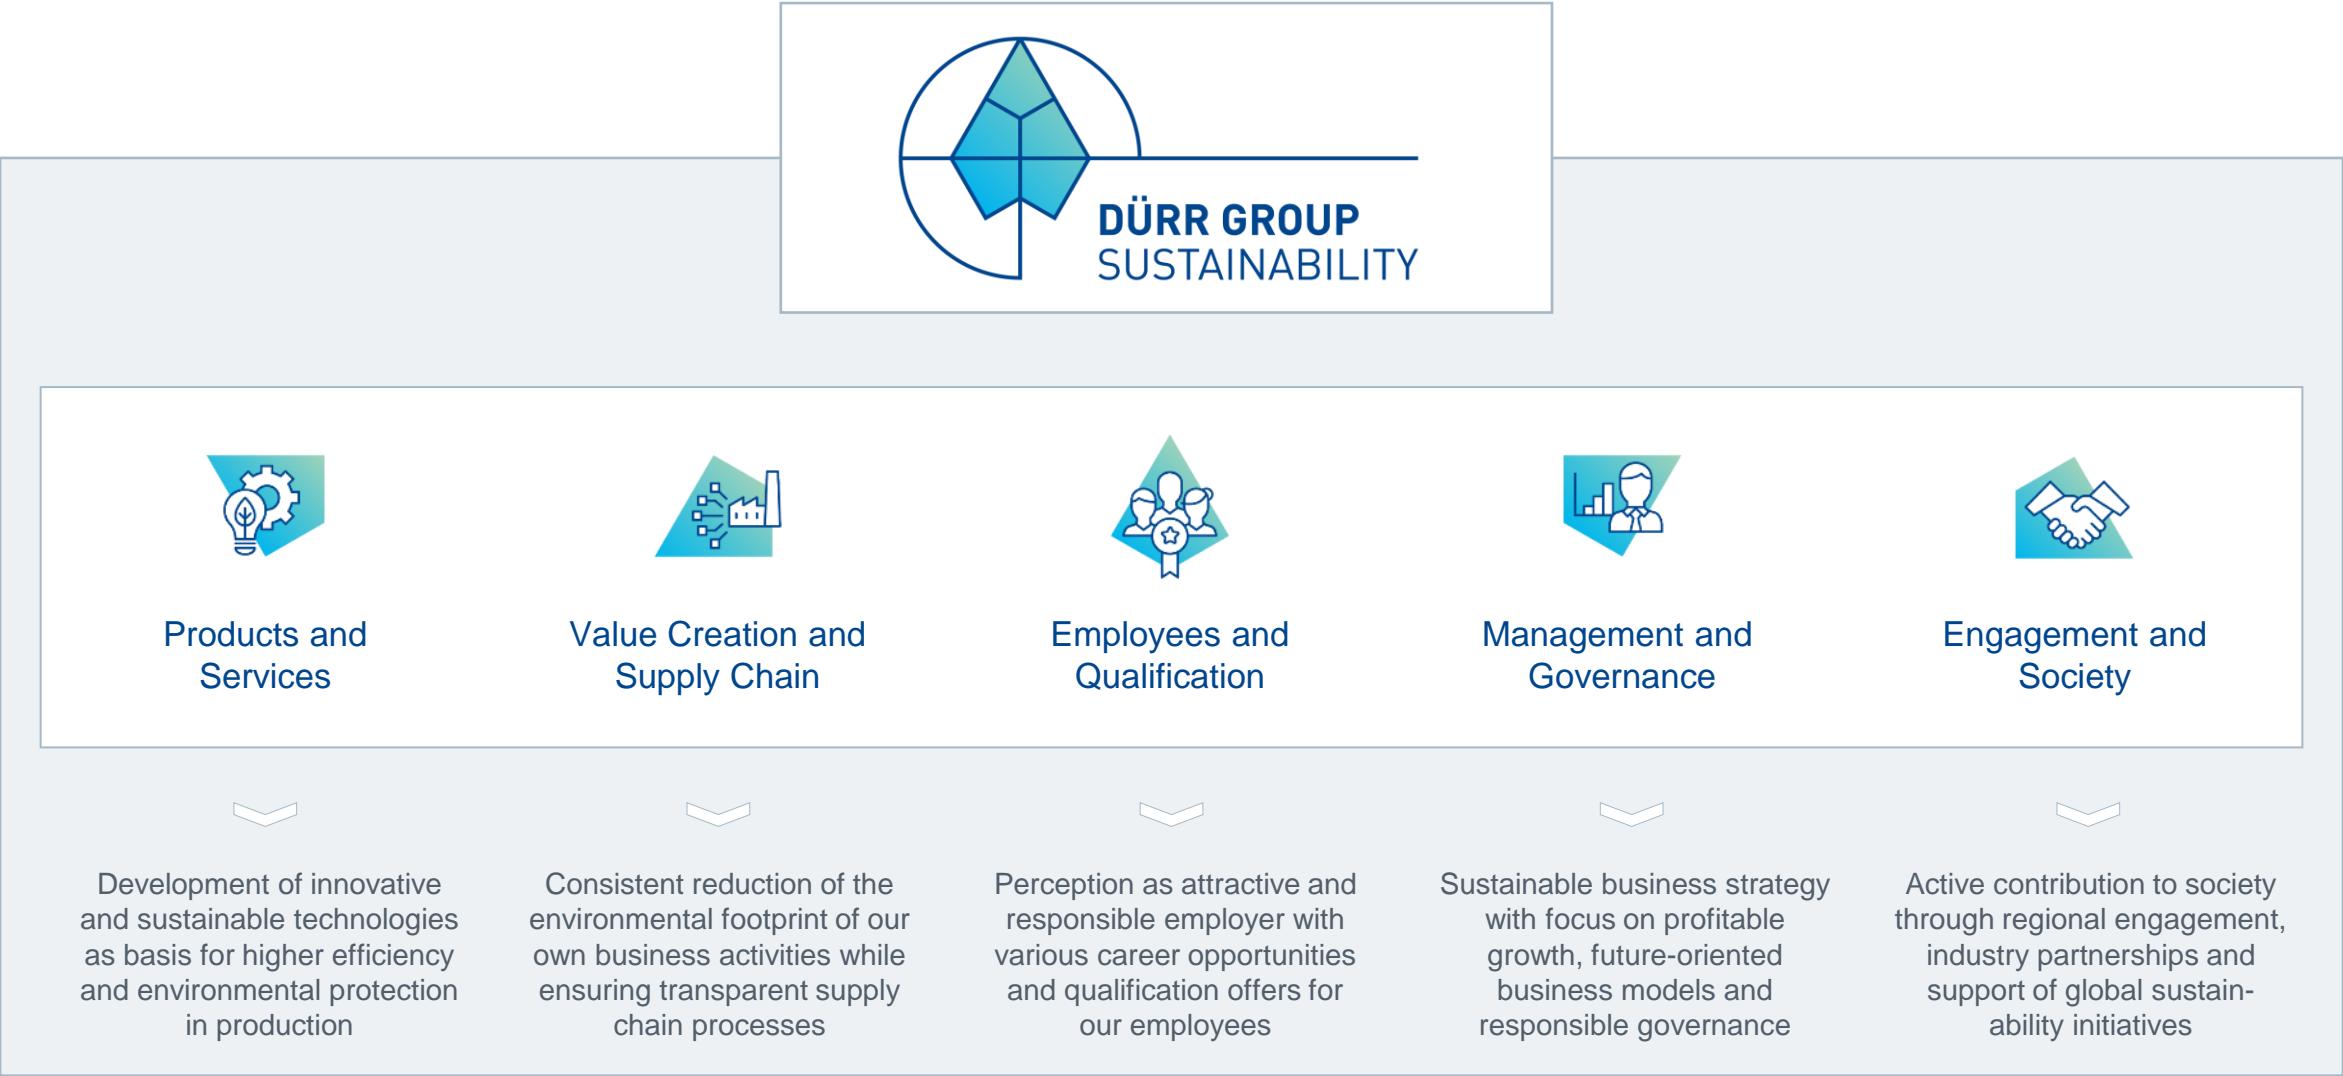 DÜRR GROUP
SUSTAINABILITY
Products and
Services
Value Creation and
Supply Chain
Employees and
Qualification
Management and
Governance
Engagement and
Society
Development of innovative
and sustainable technologies
as basis for higher efficiency
and environmental protection
in production
Consistent reduction of the
environmental footprint of our
own business activities while
ensuring transparent supply
chain processes
Perception as attractive and
responsible employer with
various career opportunities
and qualification offers for
our employees
Sustainable business strategy
with focus on profitable
growth, future-oriented
business models and
responsible governance
Active contribution to society
through regional engagement,
industry partnerships and
support of global sustain-
ability initiatives